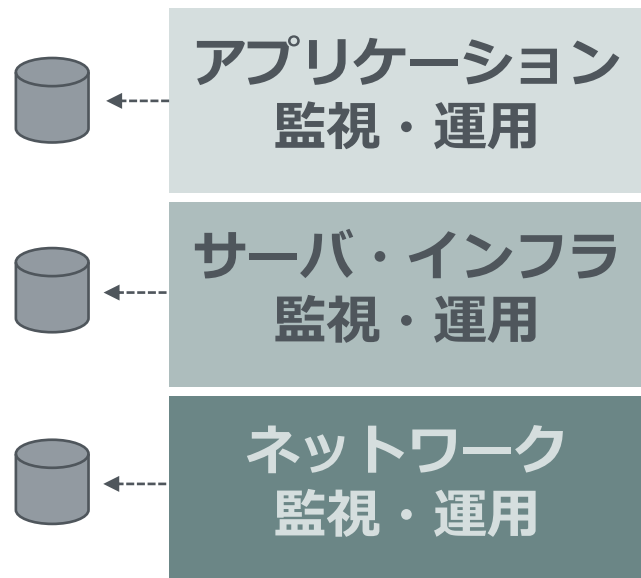 アプリケーション
監視・運用
サーバ・インフラ
監視・運用
ネットワーク
監視・運用